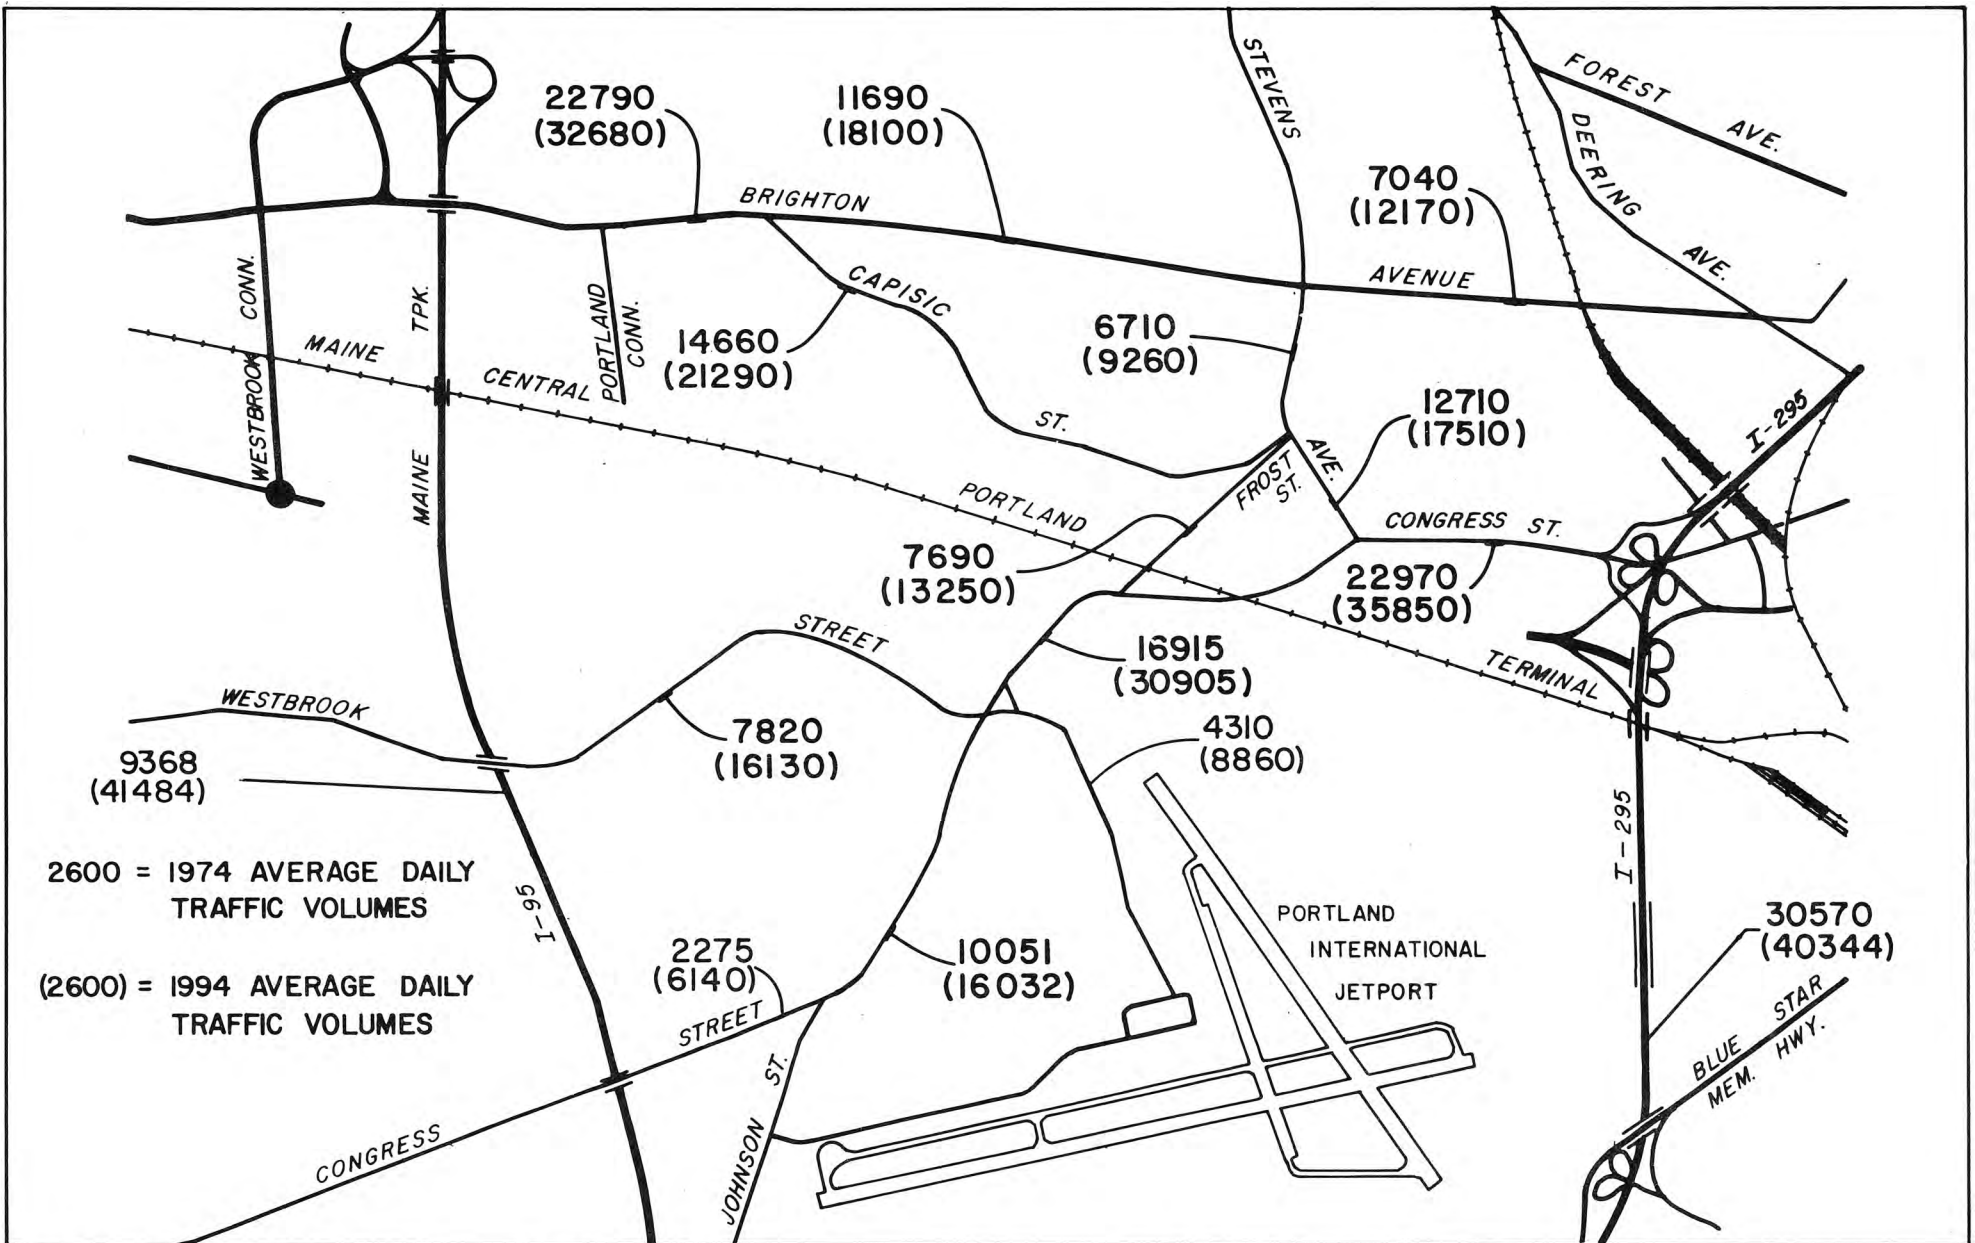 22790
(32680)
11690
(18100)
STEVENS
FOREST
AVE.
DEERING
AVE.
7040
(12170)
BRIGHTON
AVENUE
CONN.
WESTBROOK
TPK.
MAINE
PORTLAND
CONN.
CAPISIC
ST.
14660
(21290)
6710
(9260)
MAINE
CENTRAL
PORTLAND
TERMINAL
12710
(17510)
AVE.
FROST
ST.
I-295
CONGRESS ST.
7690
(13250)
22970
(35850)
16915
(30905)
STREET
WESTBROOK
7820
(16130)
4310
(8860)
9368
(41484)
2600 = 1974 AVERAGE DAILY
TRAFFIC VOLUMES
(2600) = 1994 AVERAGE DAILY
TRAFFIC VOLUMES
I-95
I-295
2275
(6140)
10051
(16032)
PORTLAND
INTERNATIONAL
JETPORT
30570
(40344)
STREET
CONGRESS
JOHNSON
ST.
BLUE STAR
MEM. HWY.